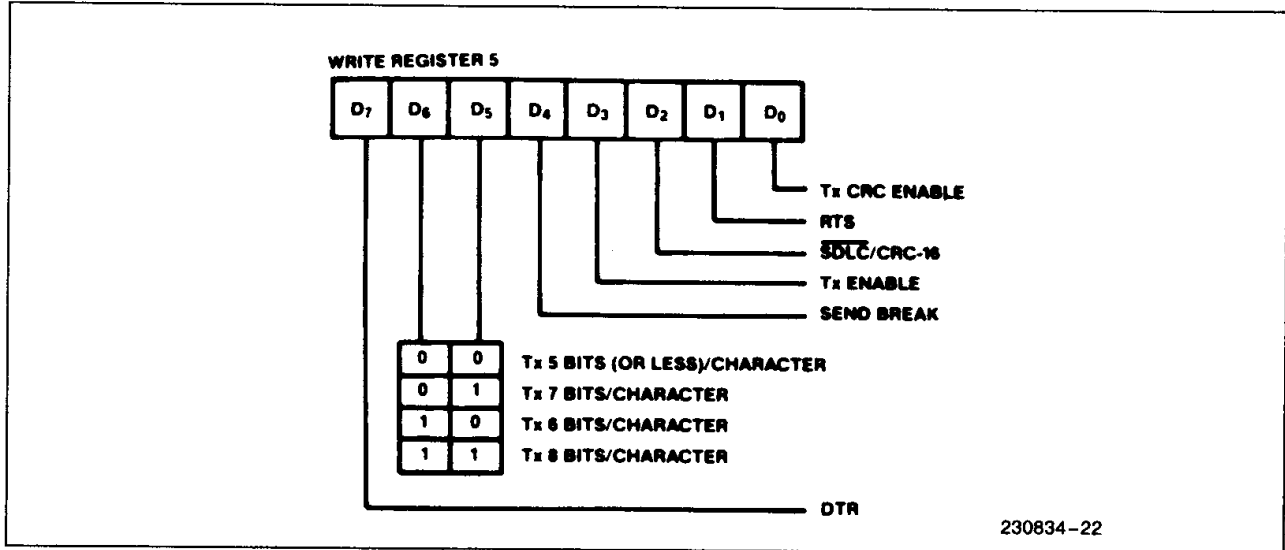 WRITE REGISTER 5
D7 D6 D5 D4 D3 D2 D1 D0
Tx CRC ENABLE
RTS
S̅D̅L̅C̅/CRC-16
Tx ENABLE
SEND BREAK
0 0 Tx 5 BITS (OR LESS)/CHARACTER
0 1 Tx 7 BITS/CHARACTER
1 0 Tx 6 BITS/CHARACTER
1 1 Tx 8 BITS/CHARACTER
DTR
230834-22